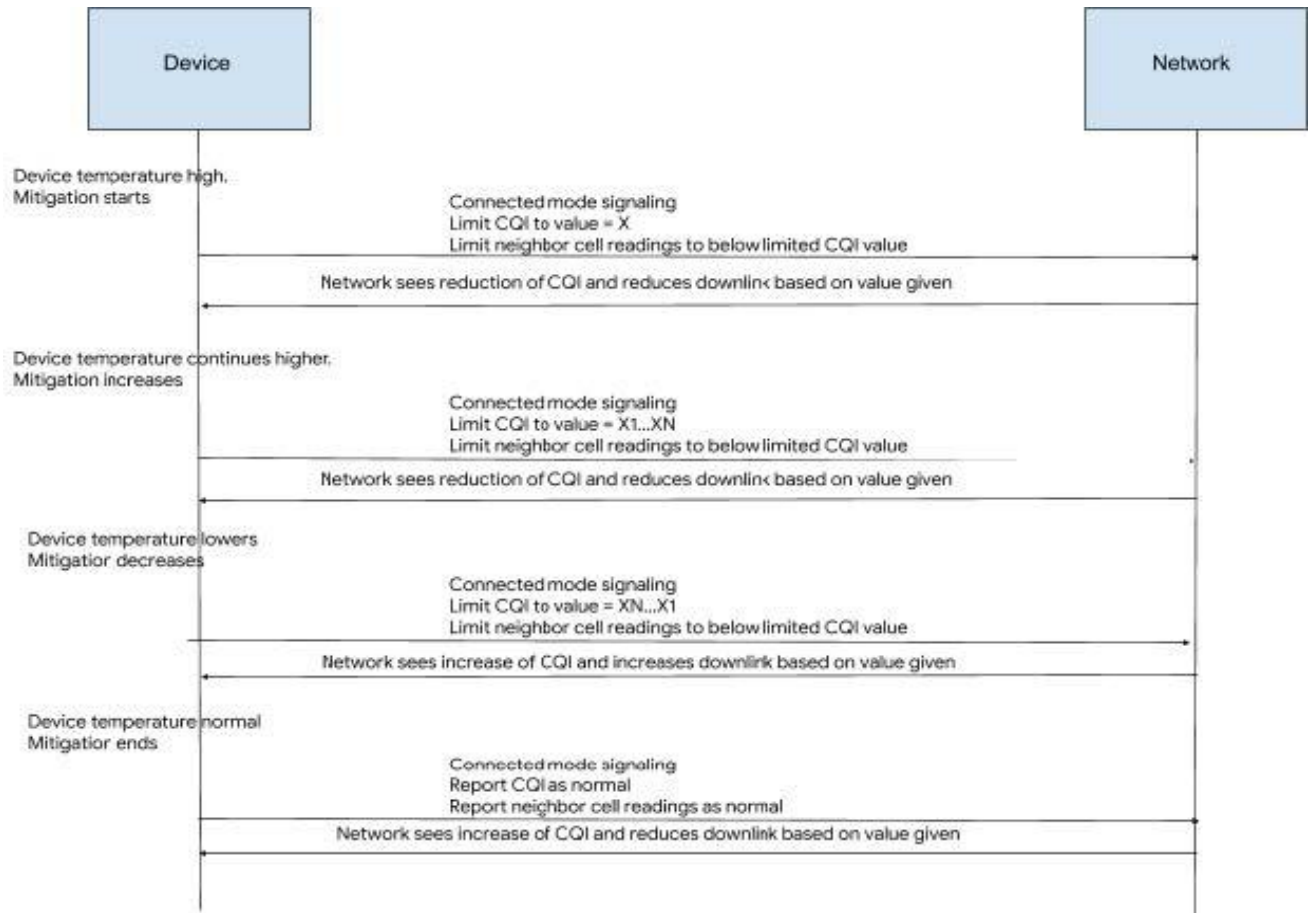 Device
Network
Device temperature high.
Mitigation starts
Connected mode signaling
Limit CQI to value = X
Limit neighbor cell readings to below limited CQI value
Network sees reduction of CQI and reduces downlink based on value given
Device temperature continues higher.
Mitigation increases
Connected mode signaling
Limit CQI to value = X1...XN
Limit neighbor cell readings to below limited CQI value
Network sees reduction of CQI and reduces downlink based on value given
Device temperature lowers
Mitigation decreases
Connected mode signaling
Limit CQI to value = XN...X1
Limit neighbor cell readings to below limited CQI value
Network sees increase of CQI and increases downlink based on value given
Device temperature normal
Mitigation ends
Connected mode signaling
Report CQI as normal
Report neighbor cell readings as normal
Network sees increase of CQI and reduces downlink based on value given